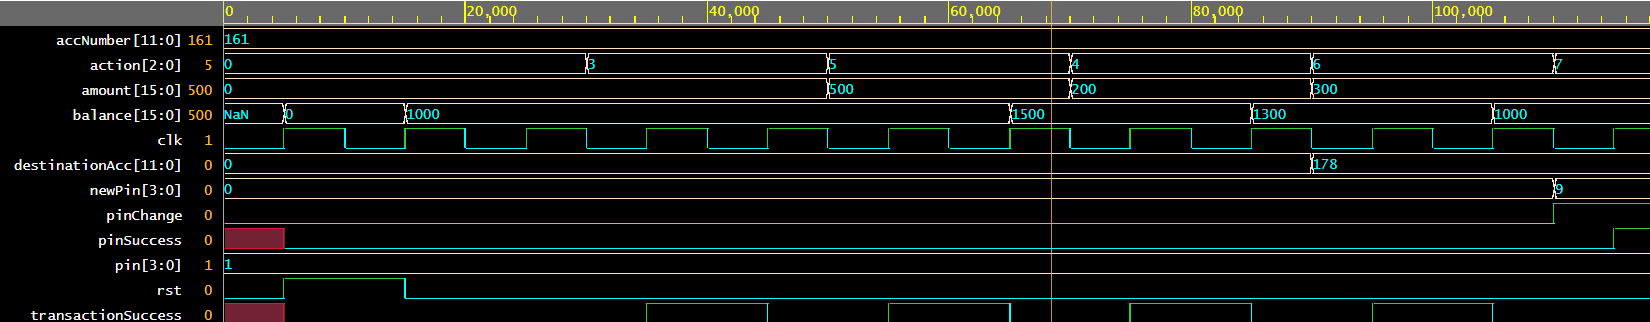 0 20,000 40,000 60,000 80,000 100,000
accNumber[11:0] 161 161
action[2:0] 5 0 3 5 4 6 7
amount[15:0] 500 0 500 200 300
balance[15:0] 500 NaN 0 1000 1500 1300 1000
clk 1
destinationAcc[11:0] 0 0 178
newPin[3:0] 0 0 9
pinChange 0
pinSuccess 0
pin[3:0] 1 1
rst 0
transactionSuccess 0